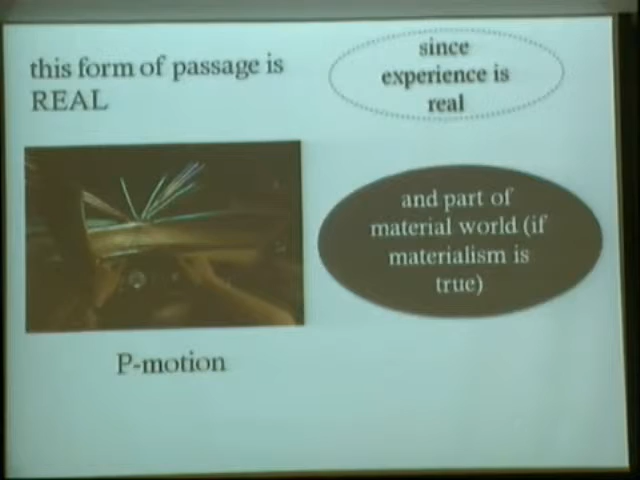 this form of passage is
REAL
since
experience is
real
and part of
material world (if
materialism is
true)
P-motion